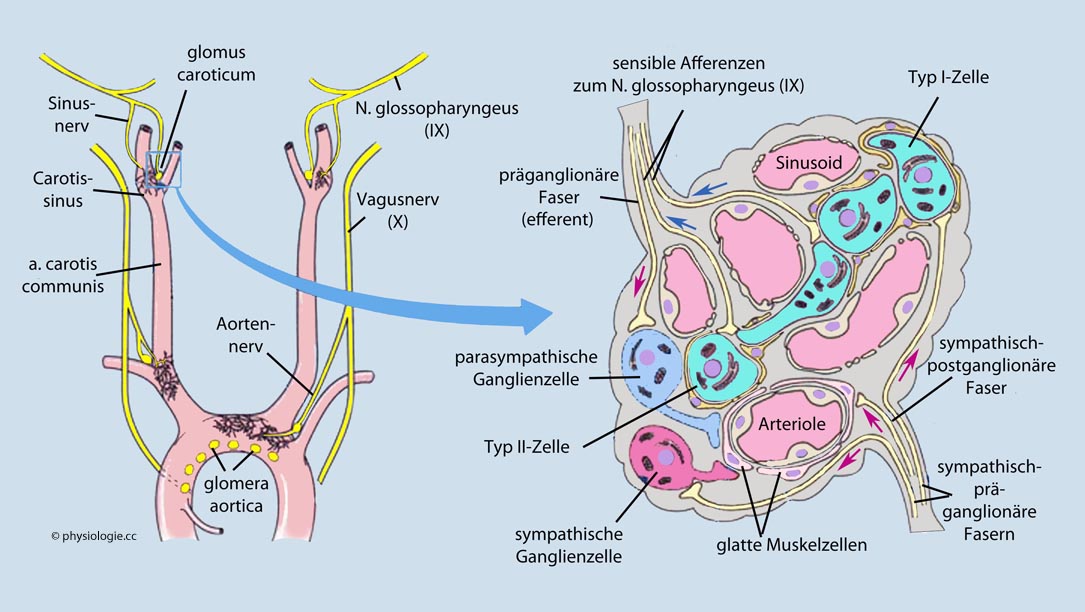 glomus
caroticum
Sinus-
nerv
N. glossopharyngeus
(IX)
Carotis-
sinus
Vagusnerv
(X)
a. carotis
communis
Aorten-
nerv
glomera
aortica
© physiologie.cc
sensible Afferenzen
zum N. glossopharyngeus (IX)
Typ I-Zelle
Sinusoid
präganglionäre
Faser
(efferent)
parasympathische
Ganglienzelle
sympathisch-
postganglionäre
Faser
Arteriole
Typ II-Zelle
sympathisch-
prä-
ganglionäre
Fasern
sympathische
Ganglienzelle
glatte Muskelzellen